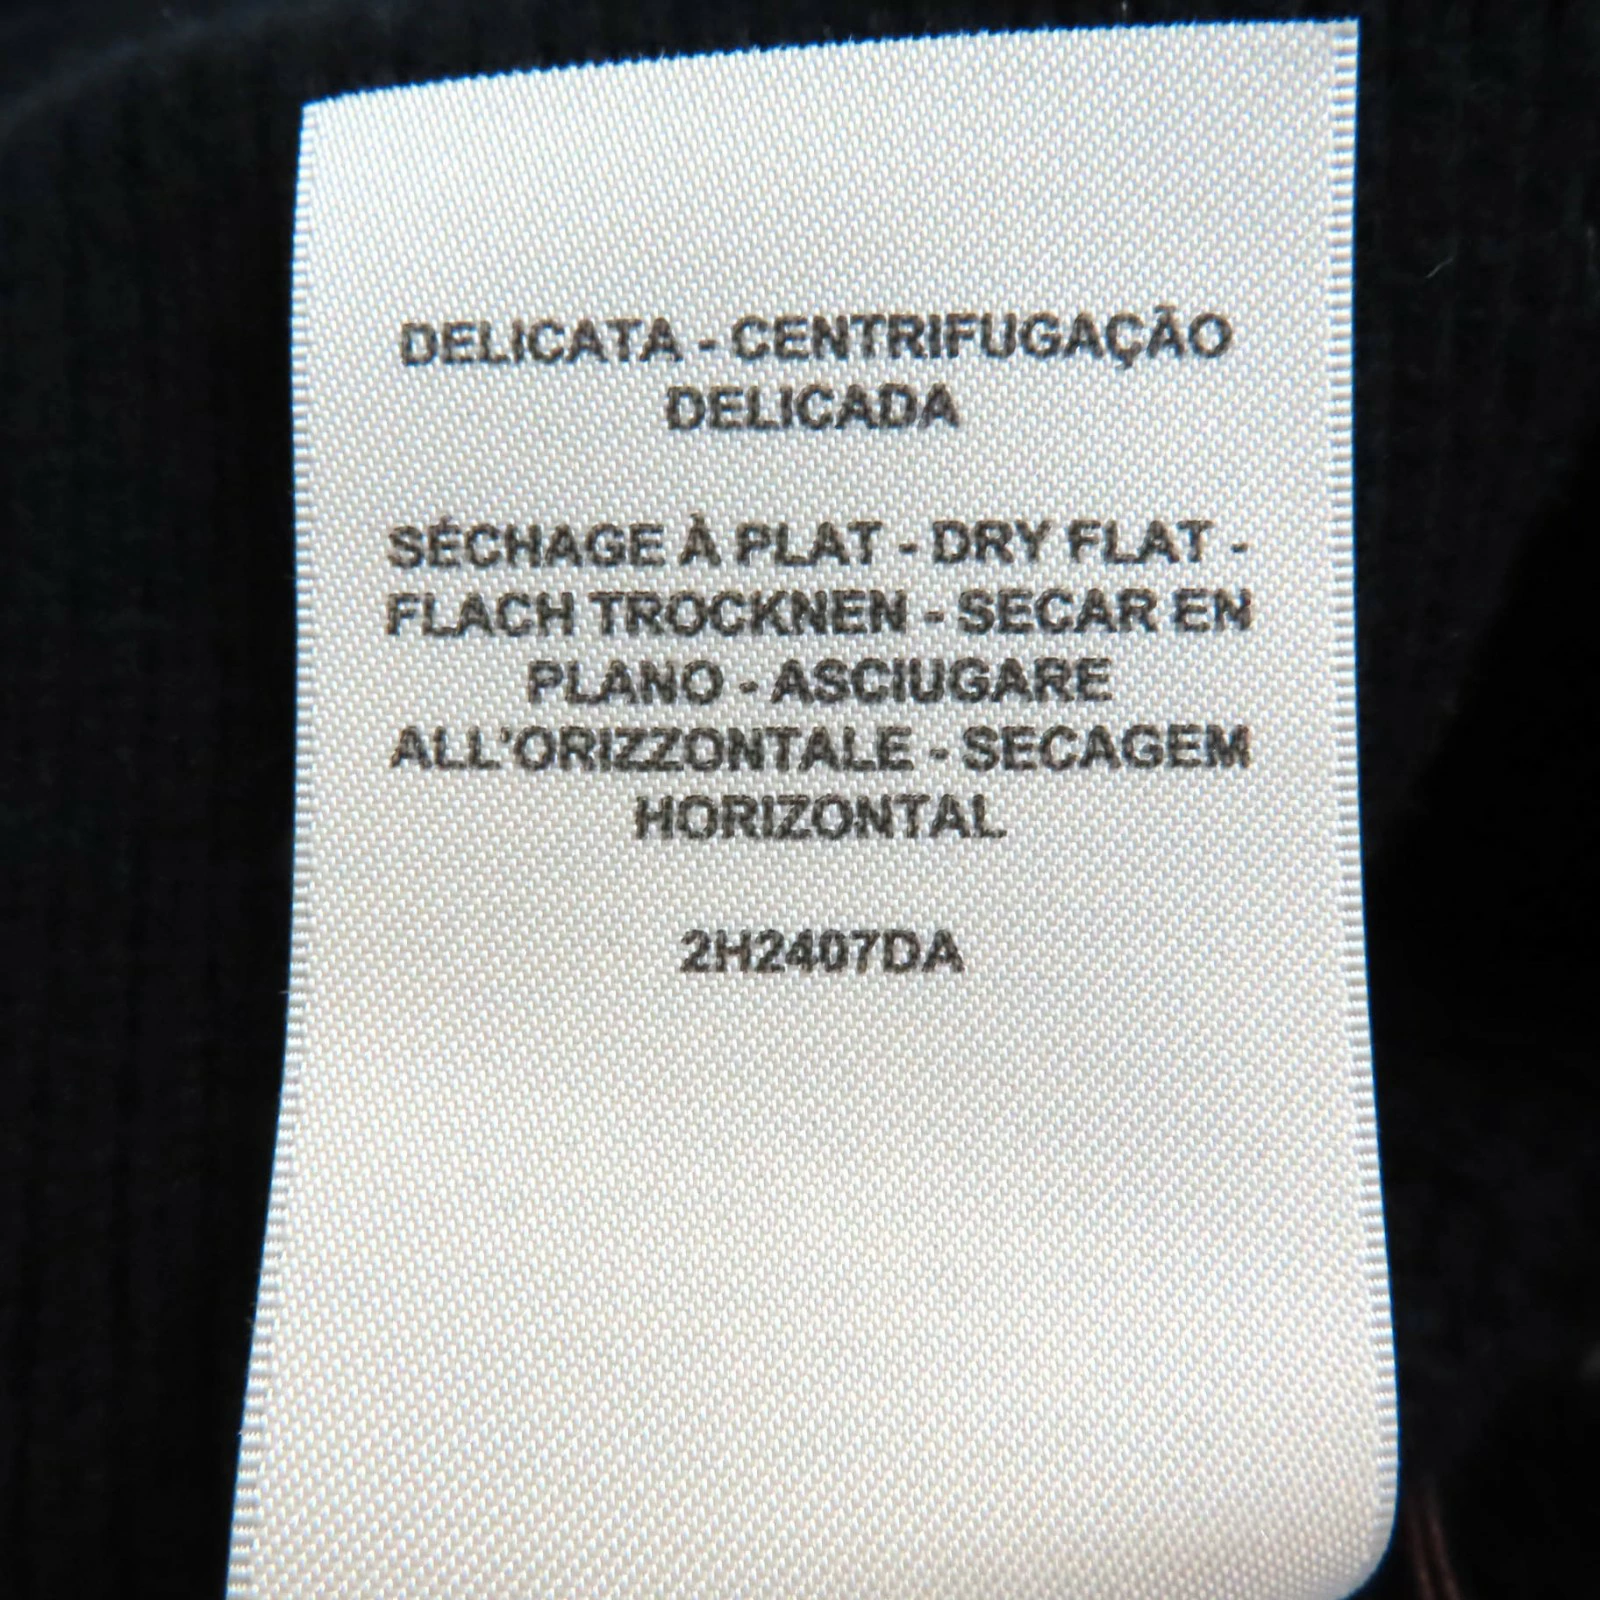 DELICATA - CENTRIFUGAÇÃO
DELICADA
SÉCHAGE À PLAT - DRY FLAT -
FLACH TROCKNEN - SECAR EN
PLANO - ASCIUGARE
ALL'ORIZZONTALE - SECAGEM
HORIZONTAL
2H2407DA